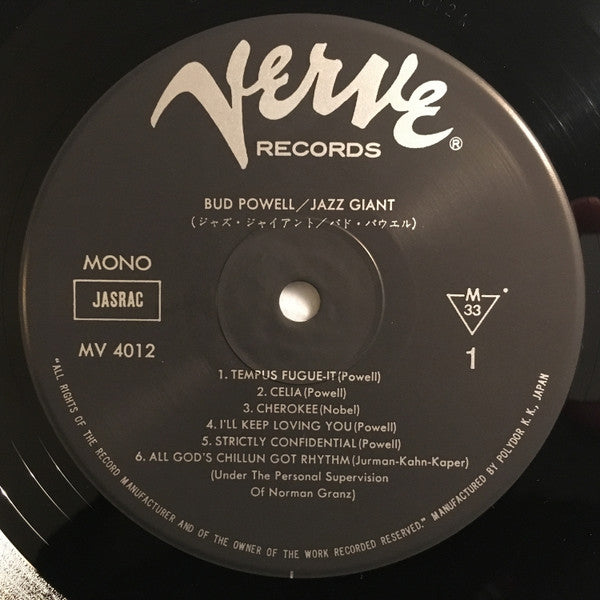 Verve
RECORDS ®
BUD POWELL/JAZZ GIANT
(ジャズ・ジャイアント/バド・パウエル)
MONO
JASRAC
MV 4012
M
33
1
1. TEMPUS FUGUE-IT(Powell)
2. CELIA(Powell)
3. CHEROKEE(Nobel)
4. I'LL KEEP LOVING YOU(Powell)
5. STRICTLY CONFIDENTIAL(Powell)
6. ALL GOD'S CHILLUN GOT RHYTHM(Jurman-Kahn-Kaper)
(Under The Personal Supervision
Of Norman Granz)
"ALL RIGHTS OF THE RECORD MANUFACTURER AND OF THE OWNER OF THE WORK RECORDED RESERVED." MANUFACTURED BY POLYDOR K.K., JAPAN